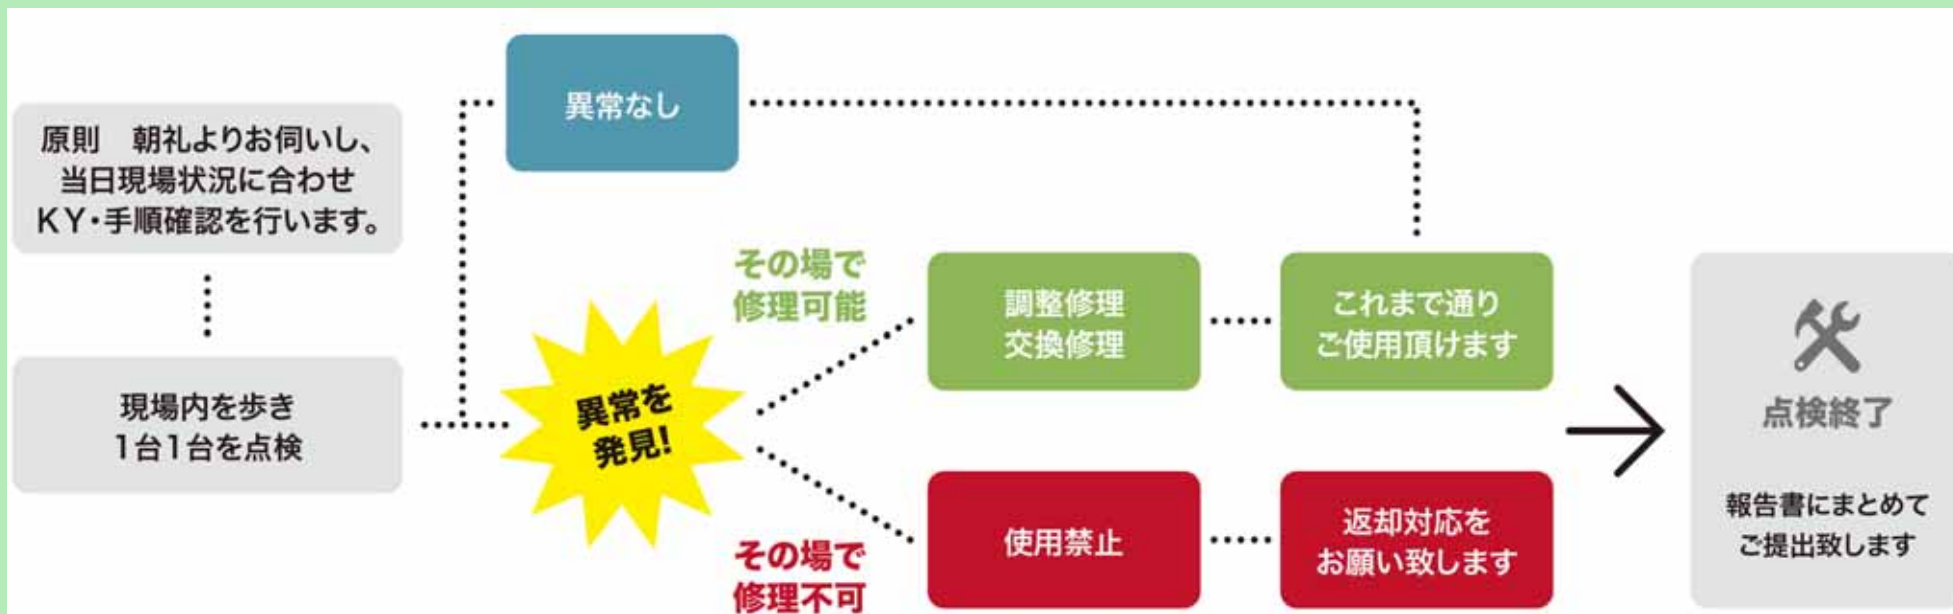 原則　朝礼よりお伺いし、
当日現場状況に合わせ
KY・手順確認を行います。
現場内を歩き
1台1台を点検
異常なし
異常を
発見!
その場で
修理可能
調整修理
交換修理
これまで通り
ご使用頂けます
その場で
修理不可
使用禁止
返却対応を
お願い致します
点検終了
報告書にまとめて
ご提出致します